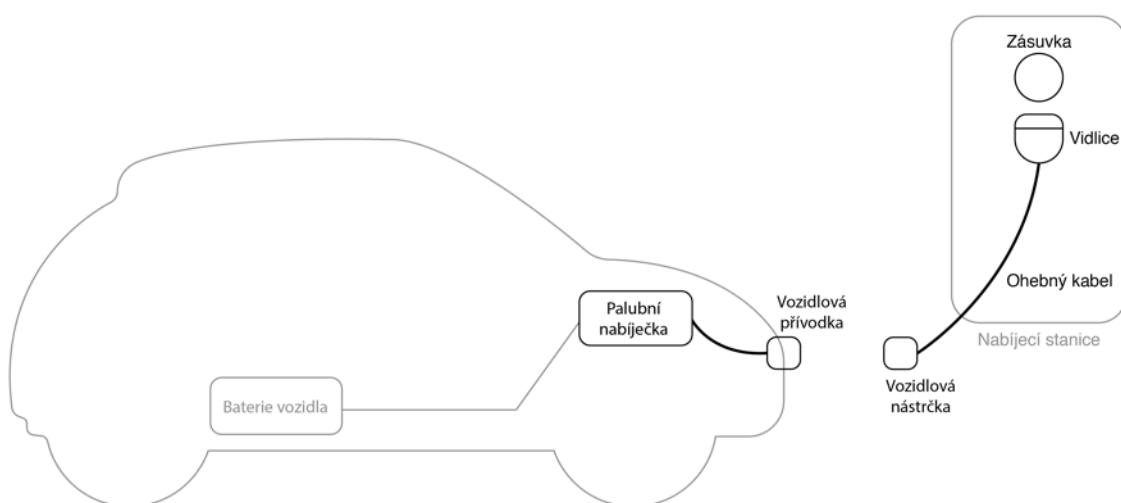 Zásuvka
Vidlice
Ohebný kabel
Nabíjecí stanice
Vozidlová
přívodka
Palubní
nabíječka
Vozidlová
nástrčka
Baterie vozidla